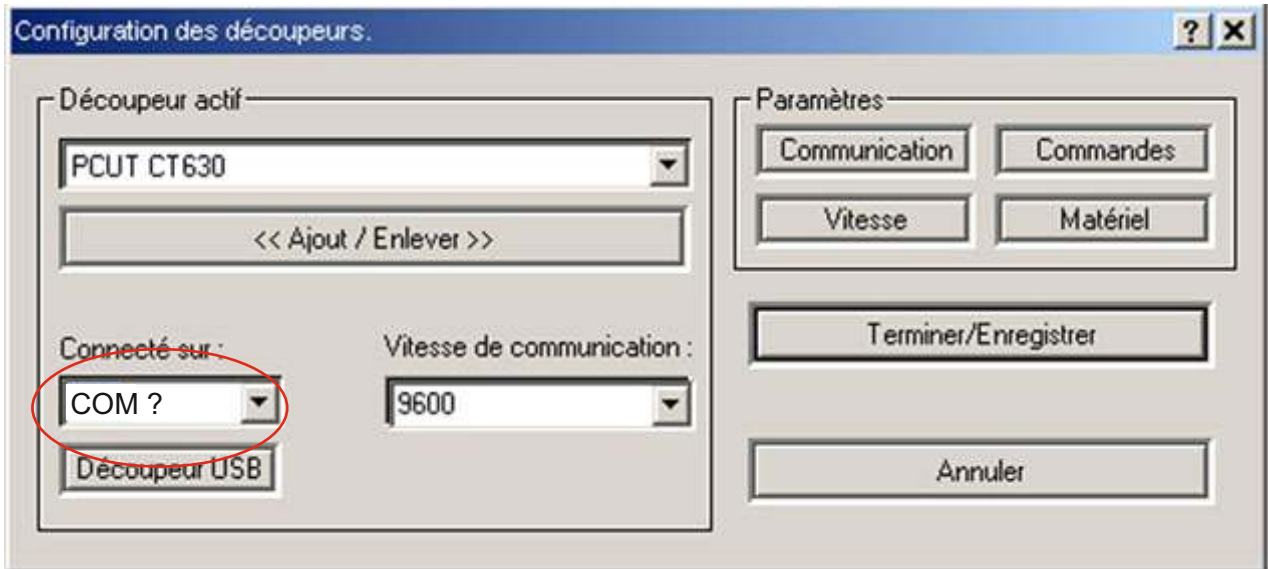 Configuration des découpeurs.
Découpeur actif
PCUT CT630
<< Ajout / Enlever >>
Connecté sur :
COM ?
Découpeur USB
Vitesse de communication :
9600
Paramètres
Communication
Commandes
Vitesse
Matériel
Terminer/Enregistrer
Annuler